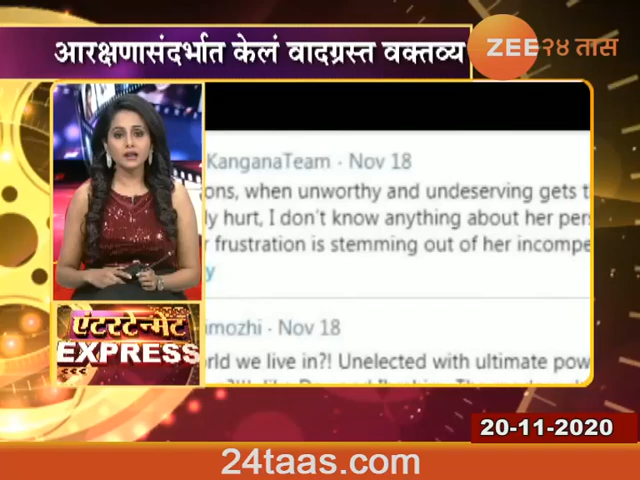 आरक्षणासंदर्भात केलं वादग्रस्त वक्तव्य
ZEE २४ तास
KanganaTeam · Nov 18
ons, when unworthy and undeserving gets t
ly hurt, I don't know anything about her pers
r frustration is stemming out of her incompe
y
mozhi · Nov 18
orld we live in?! Unelected with ultimate pow
एंटरटेन्मेंट
EXPRESS
20-11-2020
24taas.com